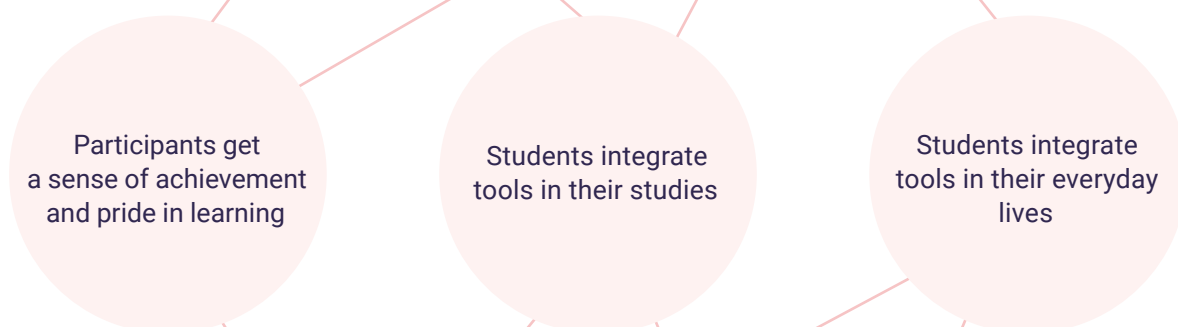 Participants get
a sense of achievement
and pride in learning
Students integrate
tools in their studies
Students integrate
tools in their everyday
lives